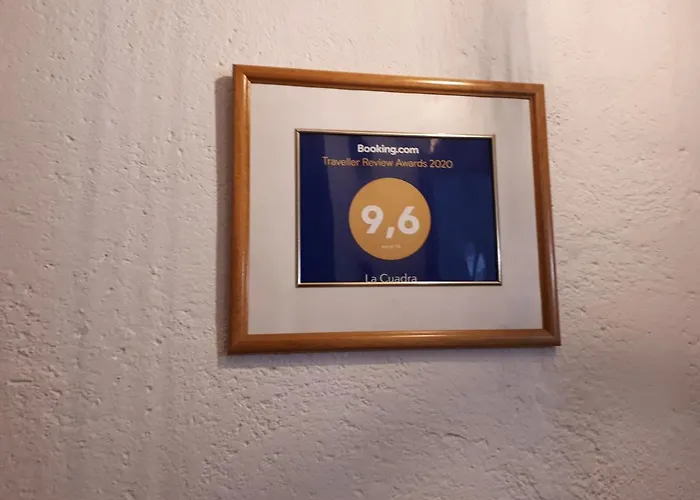 Booking.com
Traveller Review Awards 2020
9,6
La Cuadra